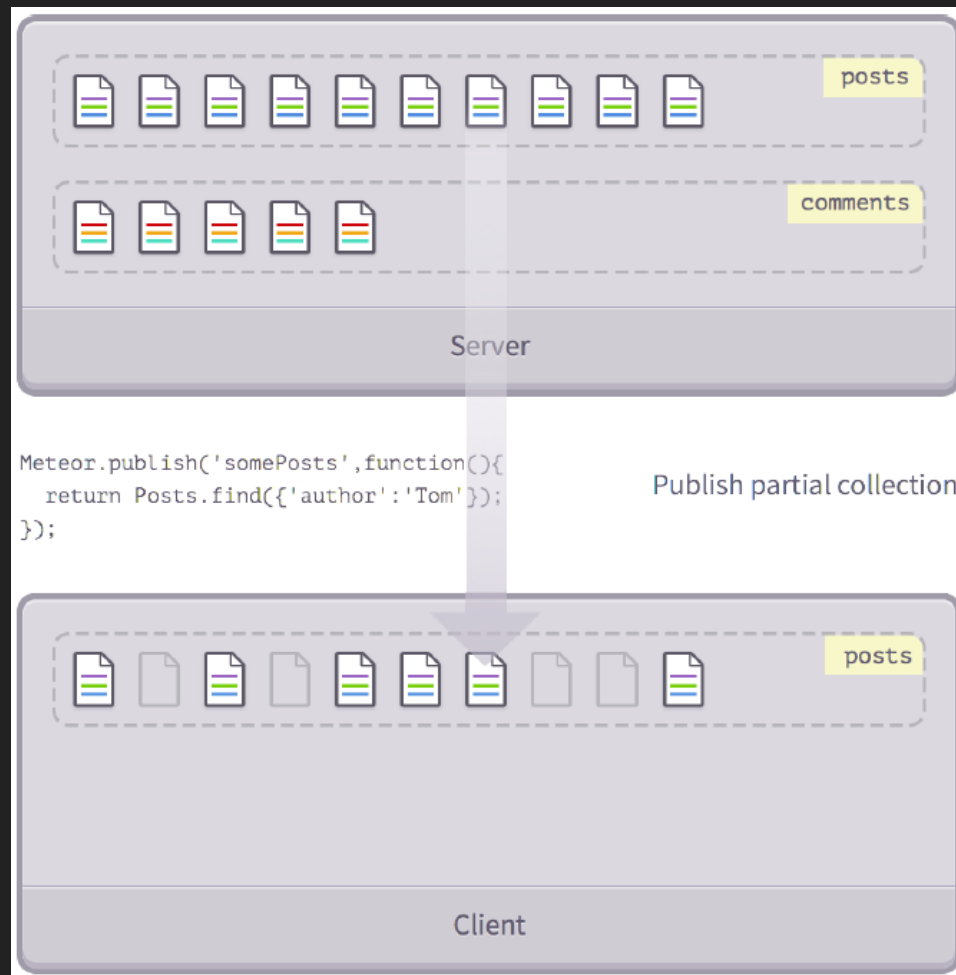 posts
comments
Server
Meteor.publish('somePosts',function(){
  return Posts.find({'author':'Tom'});
});
Publish partial collection
posts
Client